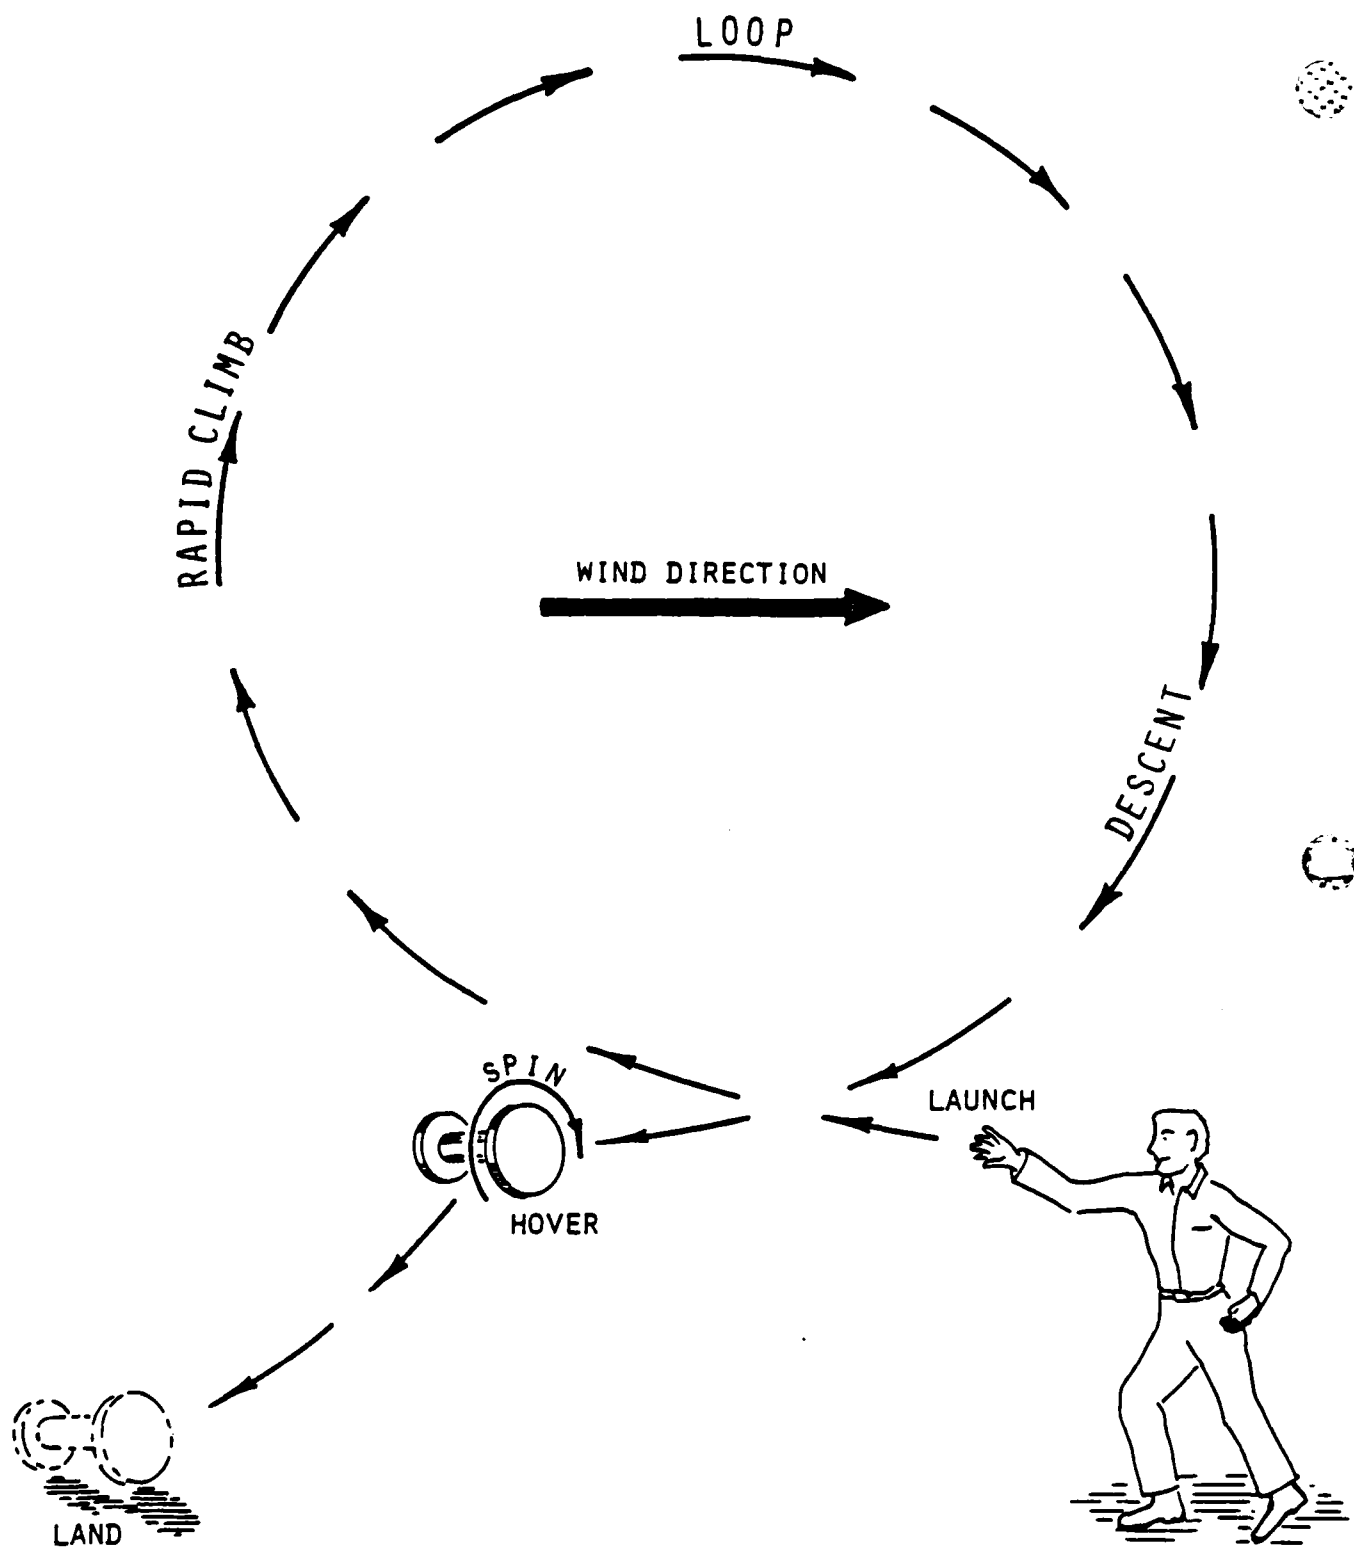 LOOP
RAPID CLIMB
WIND DIRECTION
DESCENT
SPIN
LAUNCH
HOVER
LAND